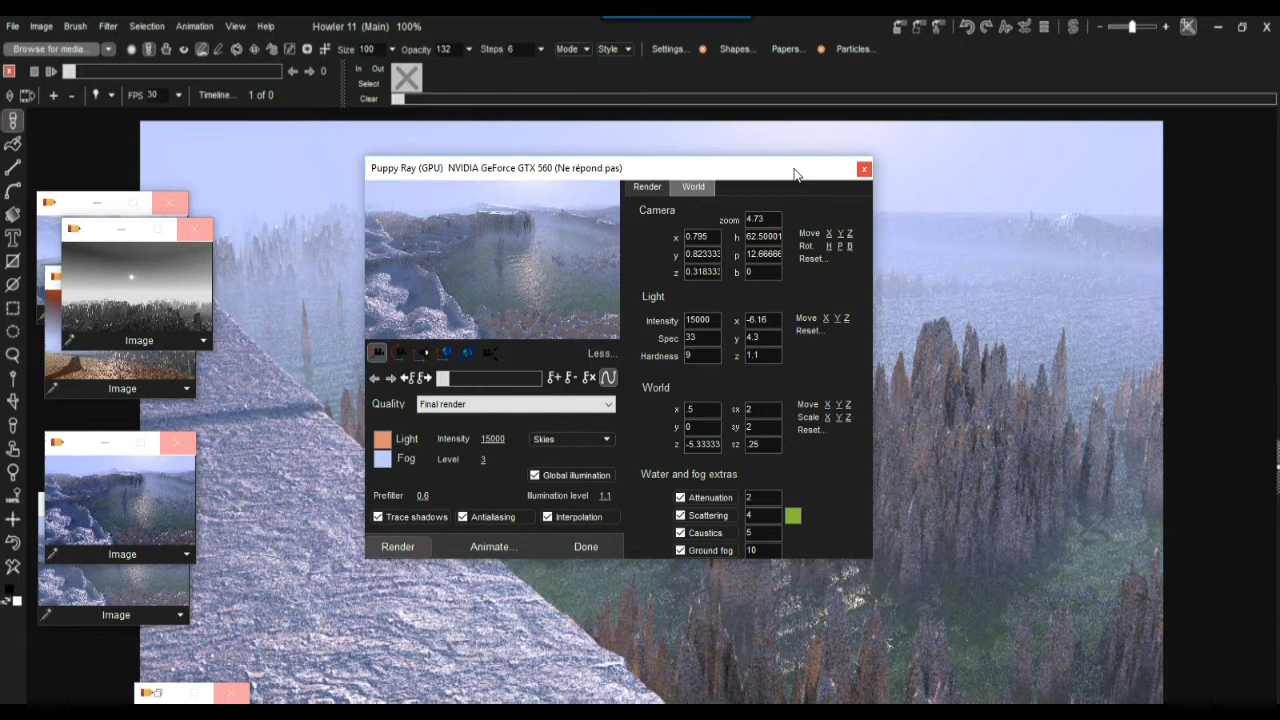 File Image Brush Filter Selection Animation View Help Howler 11 (Main) 100%
Browse for media... Size 100 Opacity 132 Steps 6 Mode Style Settings... Shapes... Papers... Particles...
0 In Out
Select
FPS 30 Timeline... 1 of 0 Clear
Puppy Ray (GPU) NVIDIA GeForce GTX 560 (Ne répond pas)
Render World
Camera
zoom 4.73
x 0.795 h 62.50001 Move X Y Z
y 0.823333 p 12.66666 Rot. H P B
z 0.318333 b 0 Reset...
Light
Intensity 15000 x -6.16 Move X Y Z
Spec 33 y 4.3 Reset...
Hardness 9 z 1.1
Less...
World
Quality Final render
x .5 sx 2 Move X Y Z
y 0 sy 2 Scale X Y Z
z -5.33333 sz .25 Reset...
Light Intensity 15000 Skies
Fog Level 3
Global illumination
Prefilter 0.6 Illumination level 1.1
Trace shadows Antialiasing Interpolation
Render Animate... Done
Water and fog extras
Attenuation 2
Scattering 4
Caustics 5
Ground fog 10
Image
Image
Image
Image